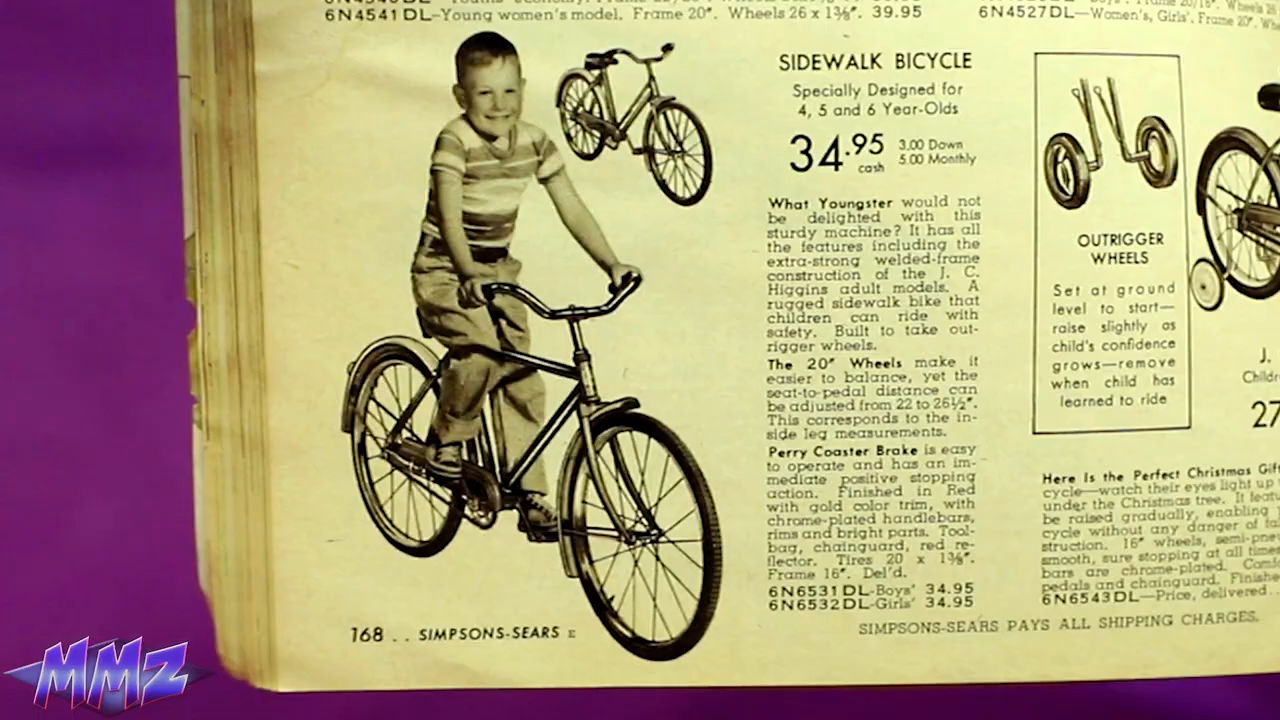 6N4541DL—Young women's model. Frame 20". Wheels 26 x 1⅜". 39.95
6N4527DL—Women's, Girls'. Frame 20".
SIDEWALK BICYCLE
Specially Designed for
4, 5 and 6 Year-Olds
34.95 cash
3.00 Down
5.00 Monthly
What Youngster would not
be delighted with this
sturdy machine? It has all
the features including the
extra-strong welded-frame
construction of the J. C.
Higgins adult models. A
rugged sidewalk bike that
children can ride with
safety. Built to take out-
rigger wheels.
The 20" Wheels make it
easier to balance, yet the
seat-to-pedal distance can
be adjusted from 22 to 26½".
This corresponds to the in-
side leg measurements.
Perry Coaster Brake is easy
to operate and has an im-
mediate positive stopping
action. Finished in Red
with gold color trim, with
chrome-plated handlebars,
rims and bright parts. Tool-
bag, chainguard, red re-
flector. Tires 20 x 1⅜".
Frame 16". Del'd.
6N6531DL-Boys' 34.95
6N6532DL-Girls' 34.95
OUTRIGGER
WHEELS
Set at ground
level to start—
raise slightly as
child's confidence
grows—remove
when child has
learned to ride
J.
27
Here Is the Perfect Christmas Gift
cycle—watch their eyes light up
under the Christmas tree. It
be raised gradually, enabling
cycle without any danger of
struction. 16" wheels,
smooth, sure stopping at all
bars are chrome-plated.
pedals and chainguard.
6N6543DL—Price, delivered..
SIMPSONS-SEARS PAYS ALL SHIPPING CHARGES.
168 . . SIMPSONS-SEARS E
MMZ